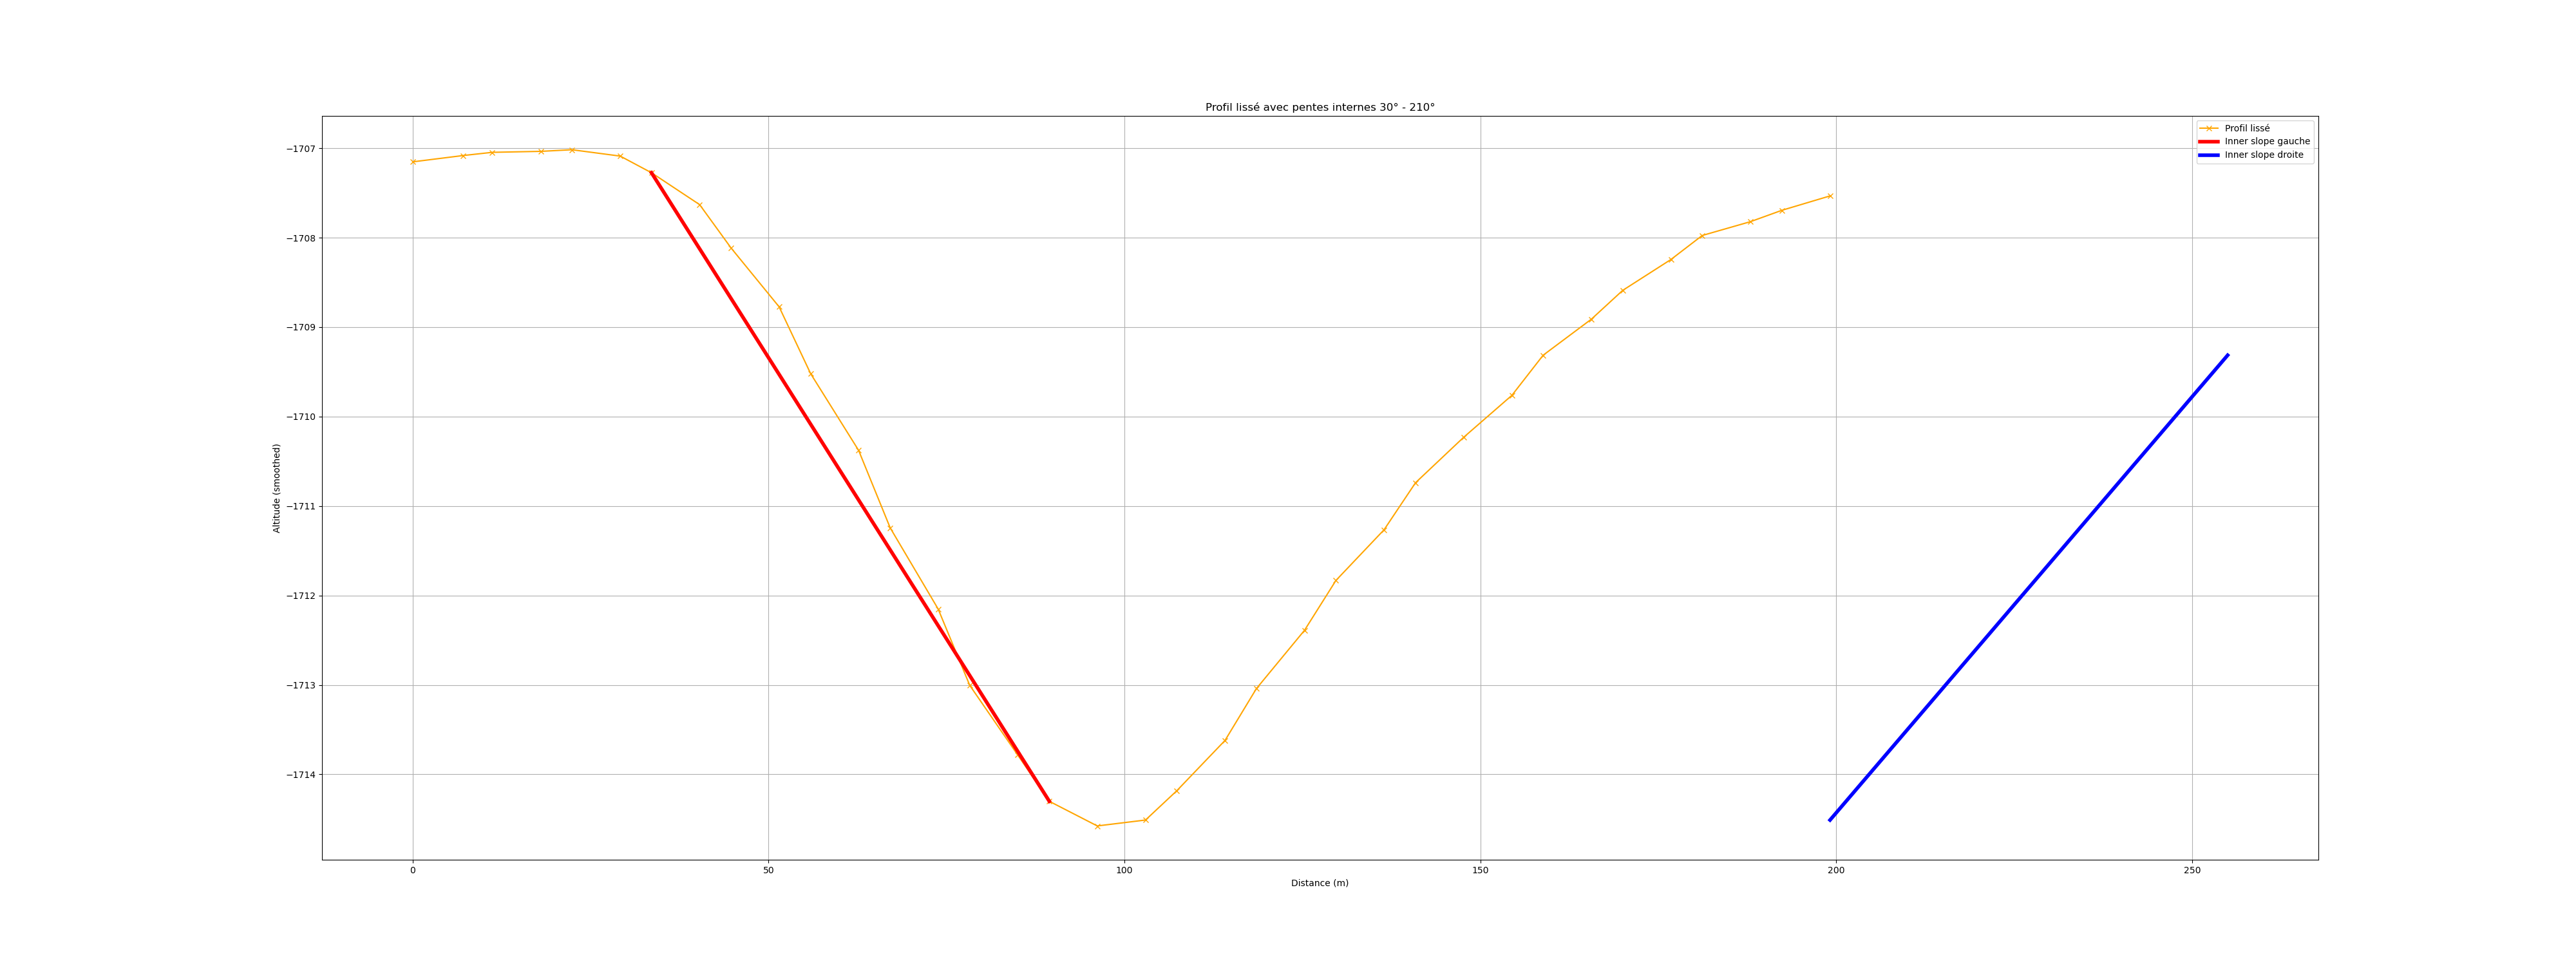 Profil lissé avec pentes internes 30° - 210°
Profil lissé
Inner slope gauche
Inner slope droite
Altitude (smoothed)
−1707
−1708
−1709
−1710
−1711
−1712
−1713
−1714
0
50
100
150
200
250
Distance (m)